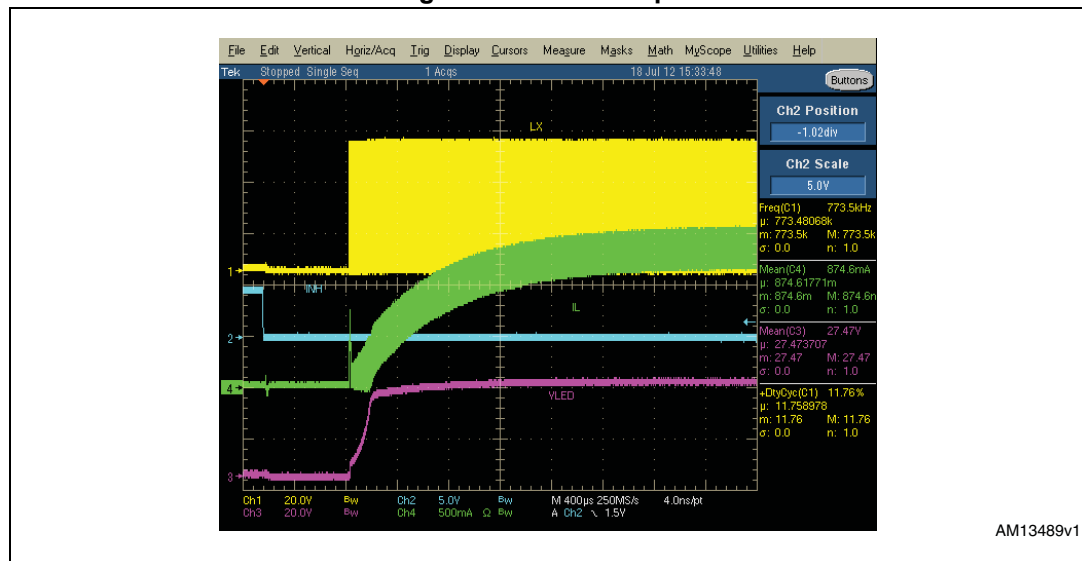 File Edit Vertical Horiz/Acq Trig Display Cursors Measure Masks Math MyScope Utilities Help
Tek Stopped Single Seq 1 Acqs 18 Jul 12 15:33:48
Buttons
Ch2 Position
-1.02div
Ch2 Scale
5.0V
LX
Freq(C1) 773.5kHz
μ: 773.48068k
m: 773.5k M: 773.5k
σ: 0.0 n: 1.0
1
Mean(C4) 874.6mA
μ: 874.61771m
m: 874.6m M: 874.6m
σ: 0.0 n: 1.0
INH
IL
2
Mean(C3) 27.47V
μ: 27.473707
m: 27.47 M: 27.47
σ: 0.0 n: 1.0
4
VLED
+DtyCyc(C1) 11.76%
μ: 11.758978
m: 11.76 M: 11.76
σ: 0.0 n: 1.0
3
Ch1 20.0V Bw Ch2 5.0V Bw M 400μs 250MS/s 4.0ns/pt
Ch3 20.0V Bw Ch4 500mA Ω Bw A Ch2 \ 1.5V
AM13489v1